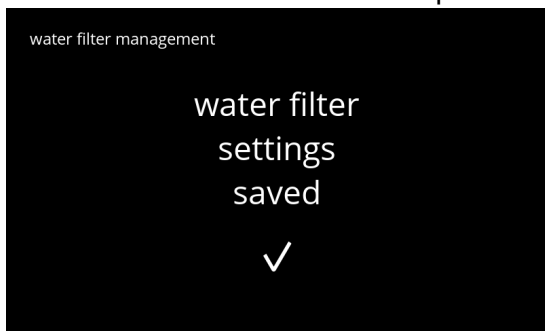 water filter management
water filter
settings
saved